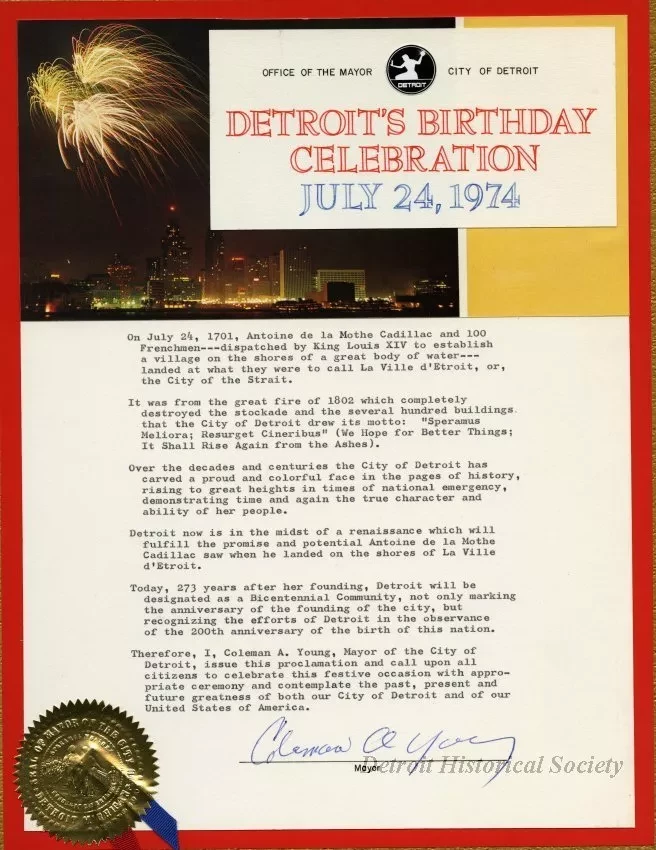 OFFICE OF THE MAYOR DETROIT CITY OF DETROIT
DETROIT'S BIRTHDAY
CELEBRATION
JULY 24, 1974
On July 24, 1701, Antoine de la Mothe Cadillac and 100
Frenchmen---dispatched by King Louis XIV to establish
a village on the shores of a great body of water---
landed at what they were to call La Ville d'Etroit, or,
the City of the Strait.
It was from the great fire of 1802 which completely
destroyed the stockade and the several hundred buildings
that the City of Detroit drew its motto: "Speramus
Meliora; Resurget Cineribus" (We Hope for Better Things;
It Shall Rise Again from the Ashes).
Over the decades and centuries the City of Detroit has
carved a proud and colorful face in the pages of history,
rising to great heights in times of national emergency,
demonstrating time and again the true character and
ability of her people.
Detroit now is in the midst of a renaissance which will
fulfill the promise and potential Antoine de la Mothe
Cadillac saw when he landed on the shores of La Ville
d'Etroit.
Today, 273 years after her founding, Detroit will be
designated as a Bicentennial Community, not only marking
the anniversary of the founding of the city, but
recognizing the efforts of Detroit in the observance
of the 200th anniversary of the birth of this nation.
Therefore, I, Coleman A. Young, Mayor of the City of
Detroit, issue this proclamation and call upon all
citizens to celebrate this festive occasion with appro-
priate ceremony and contemplate the past, present and
future greatness of both our City of Detroit and of our
United States of America.
Coleman A Young
Mayor
Detroit Historical Society
SEAL OF MAYOR OF THE CITY
DETROIT